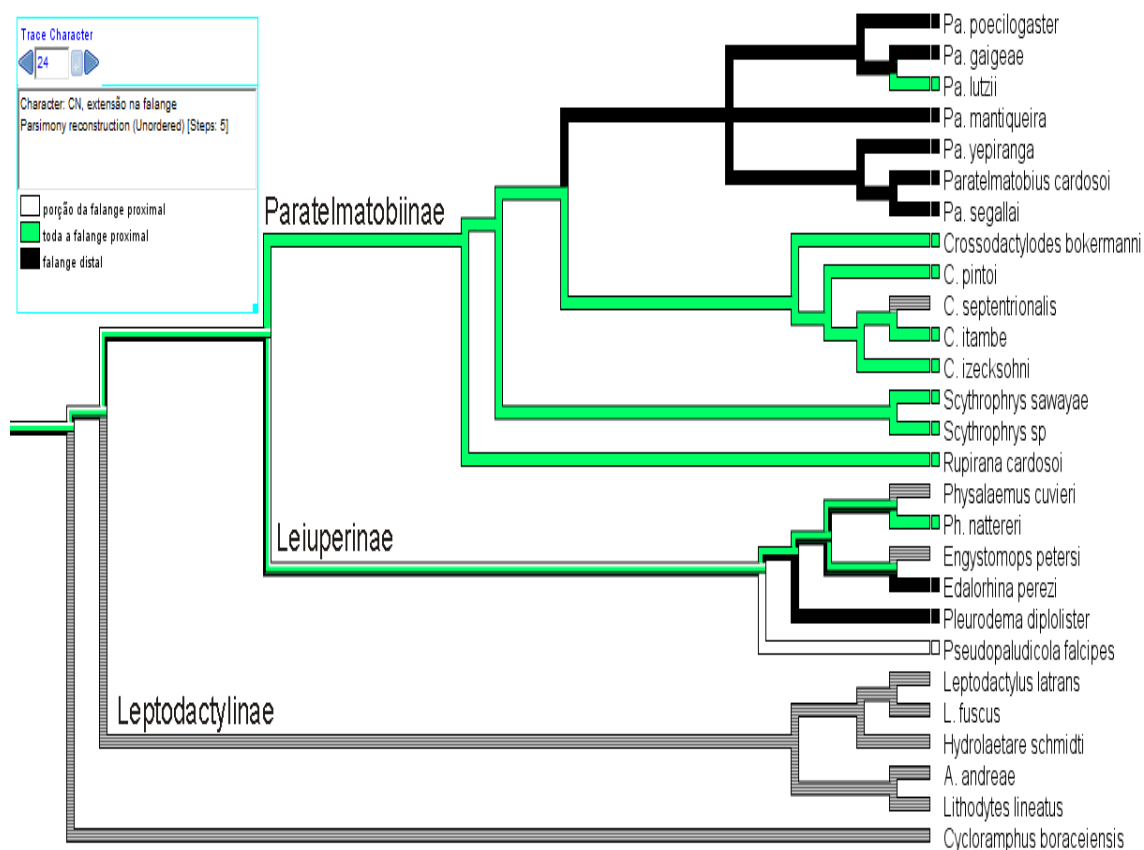 Trace Character
24
Character: CN, extensão na falange
Parsimony reconstruction (Unordered) [Steps: 5]
porção da falange proximal
toda a falange proximal
falange distal
Paratelmatobiinae
Leiuperinae
Leptodactylinae
Pa. poecilogaster
Pa. gaigeae
Pa. lutzii
Pa. mantiqueira
Pa. yepiranga
Paratelmatobius cardosoi
Pa. segallai
Crossodactylodes bokermanni
C. pintoi
C. septentrionalis
C. itambe
C. izecksohni
Scythrophrys sawayae
Scythrophrys sp
Rupirana cardosoi
Physalaemus cuvieri
Ph. nattereri
Engystomops petersi
Edalorhina perezi
Pleurodema diplolister
Pseudopaludicola falcipes
Leptodactylus latrans
L. fuscus
Hydrolaetare schmidti
A. andreae
Lithodytes lineatus
Cycloramphus boraceiensis